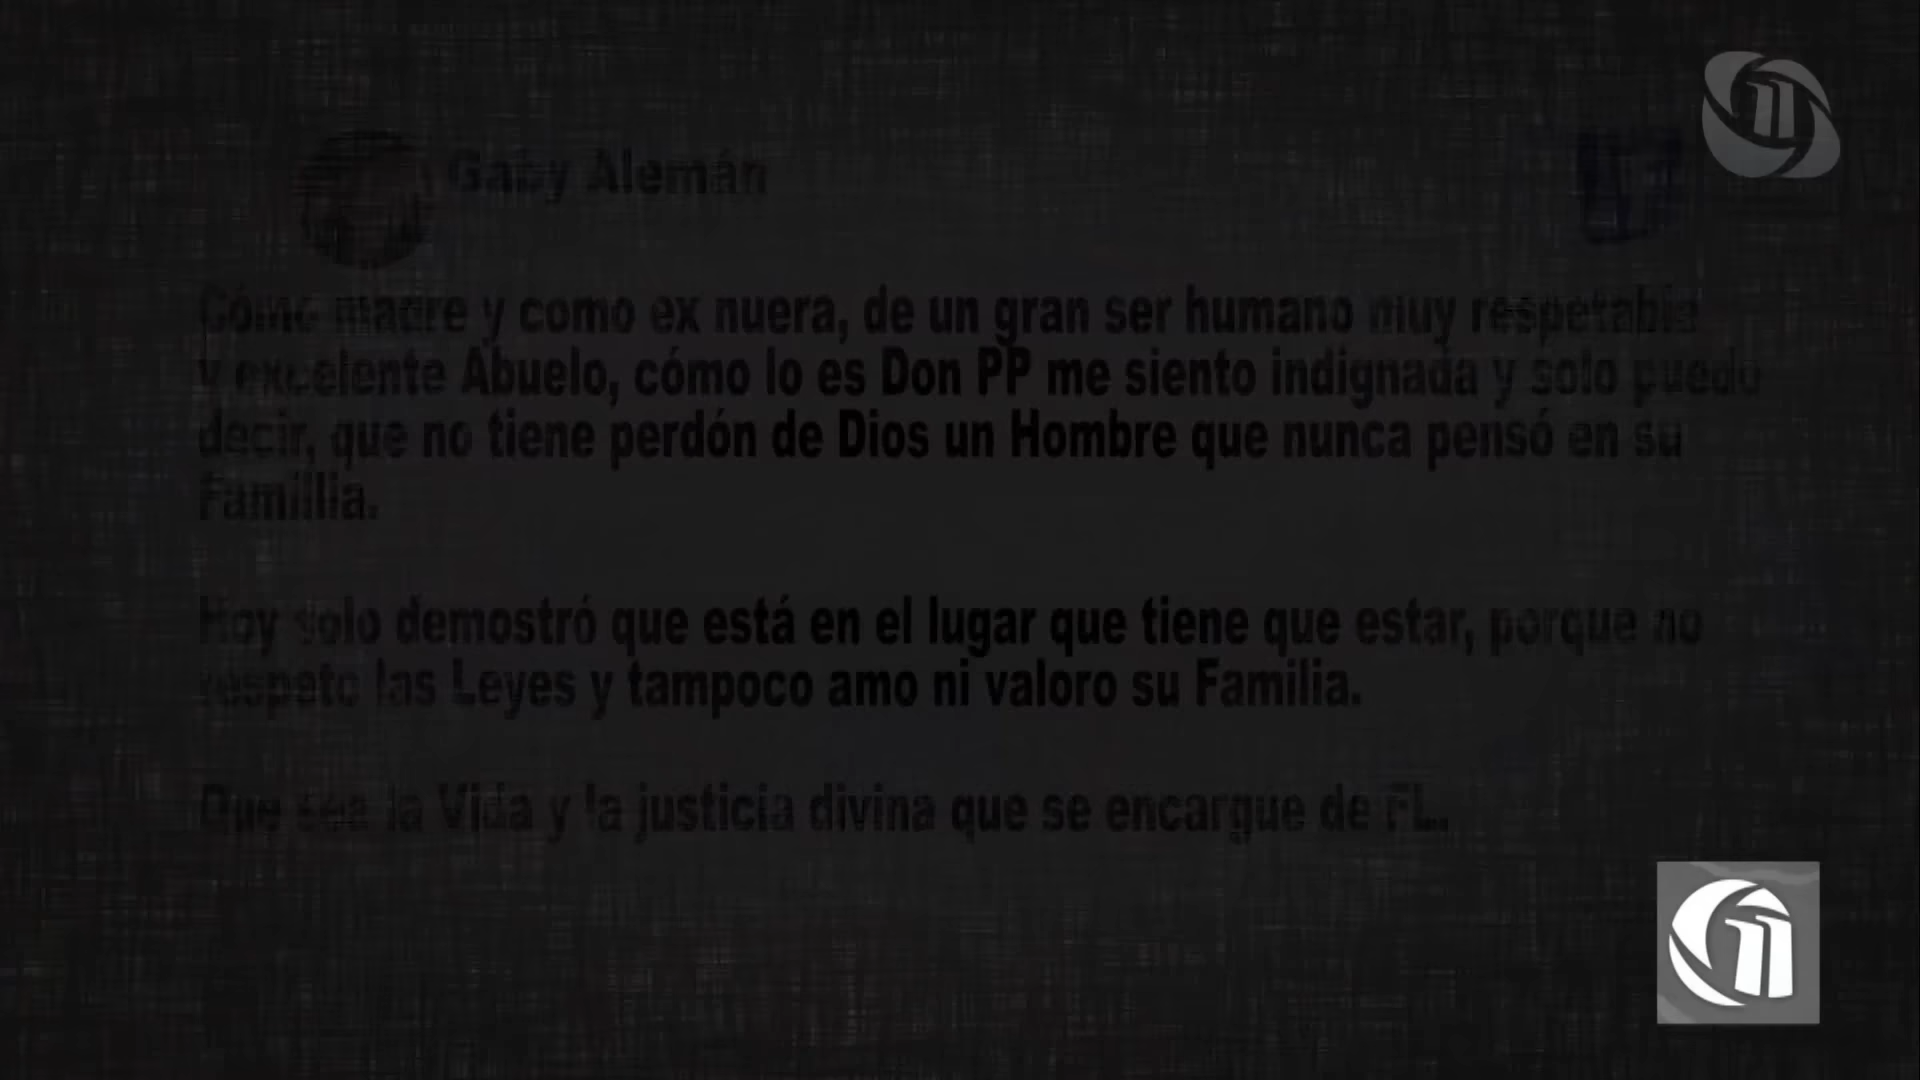 Gaby Alemán
Cómo madre y como ex nuera, de un gran ser humano muy respetable
y excelente Abuelo, cómo lo es Don PP me siento indignada y solo puedo
decir, que no tiene perdón de Dios un Hombre que nunca pensó en su
Famillia.
Hoy solo demostró que está en el lugar que tiene que estar, porque no
respeto las Leyes y tampoco amo ni valoro su Familia.
Que sea la Vida y la justicia divina que se encargue de FL.
11
11